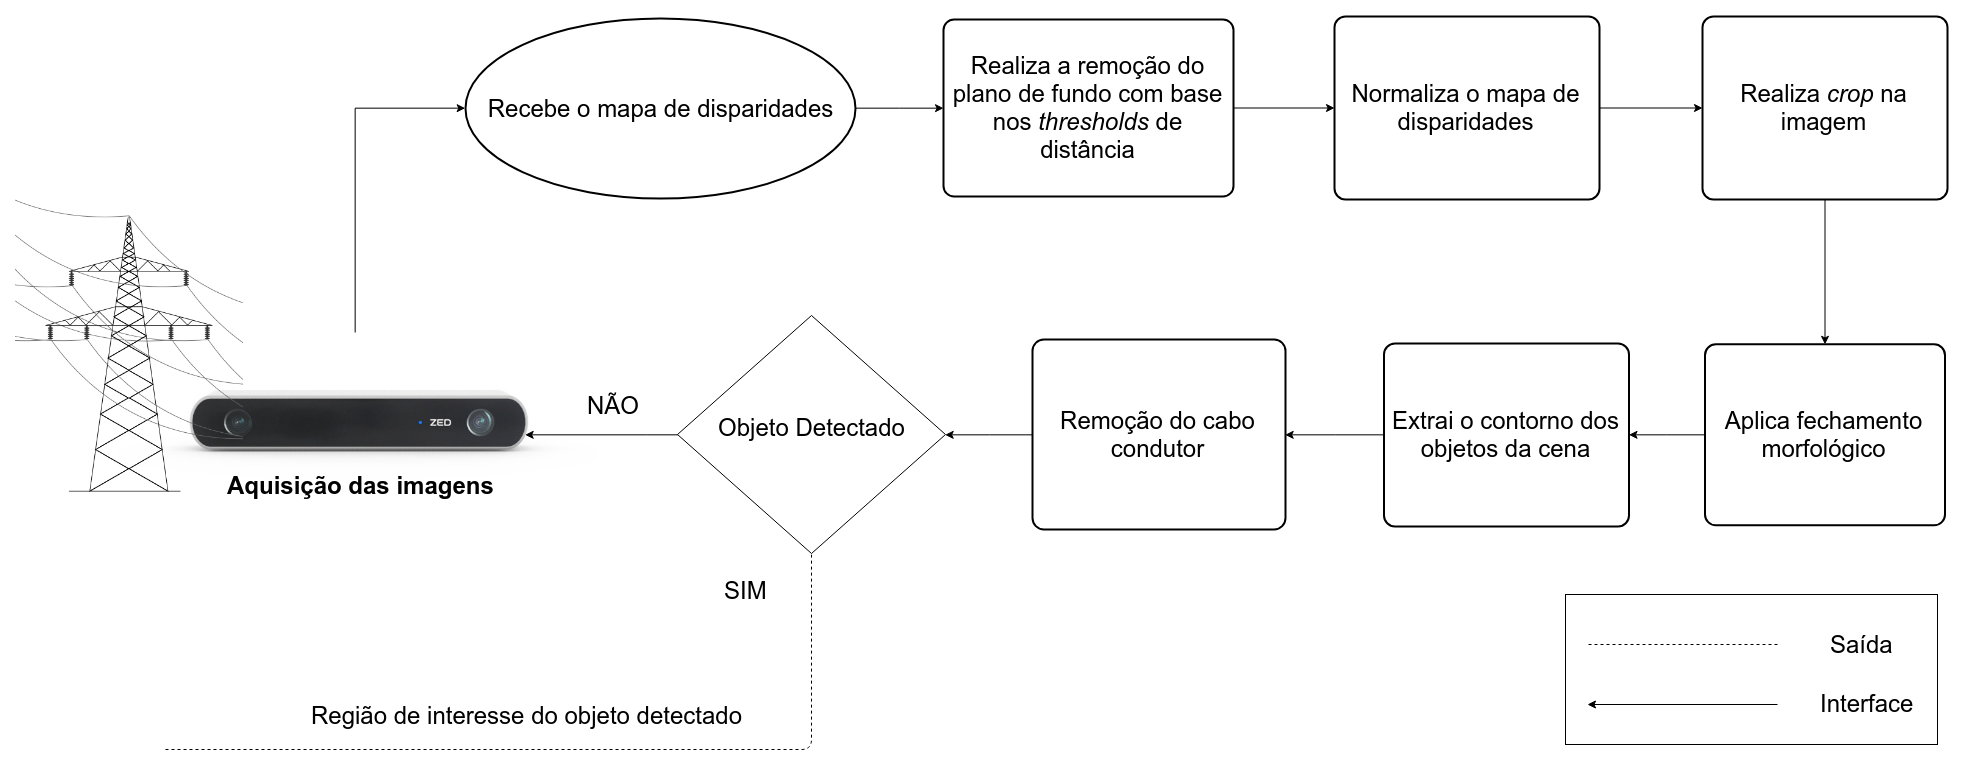 Recebe o mapa de disparidades
Realiza a remoção do
plano de fundo com base
nos thresholds de
distância
Normaliza o mapa de
disparidades
Realiza crop na
imagem
Aplica fechamento
morfológico
Extrai o contorno dos
objetos da cena
Remoção do cabo
condutor
Objeto Detectado
NÃO
ZED
Aquisição das imagens
SIM
Região de interesse do objeto detectado
Saída
Interface